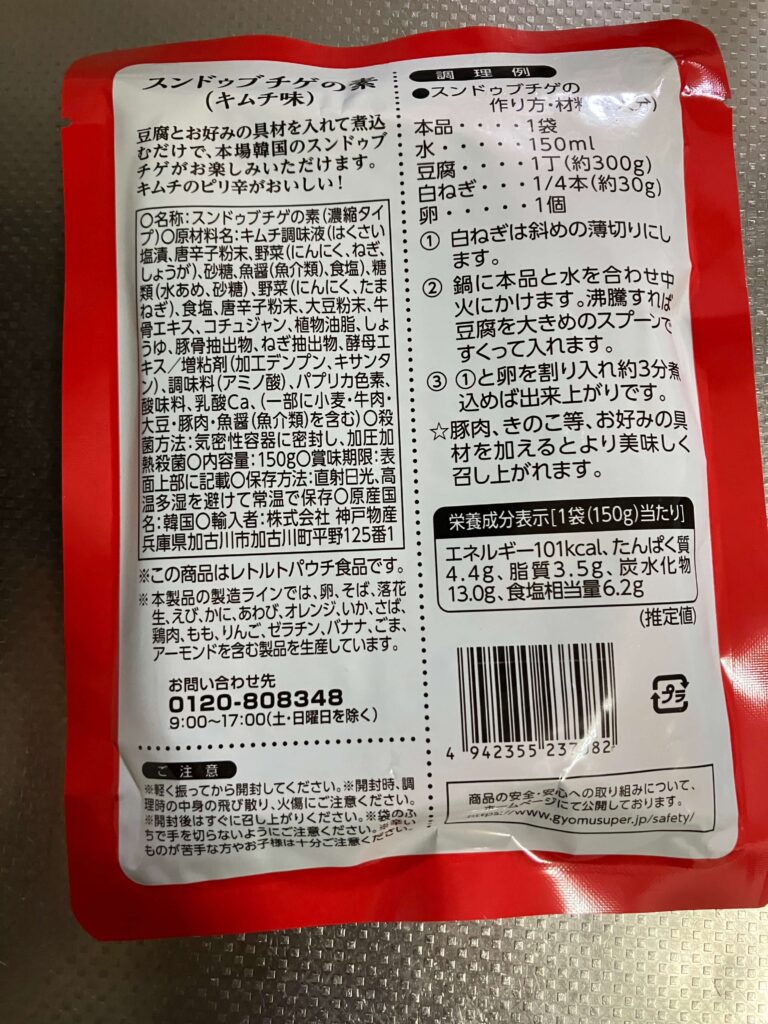 スンドゥブチゲの素
(キムチ味)
豆腐とお好みの具材を入れて煮込
むだけで、本場韓国のスンドゥブ
チゲがお楽しみいただけます。
キムチのピリ辛がおいしい!
〇名称:スンドゥブチゲの素(濃縮タイ
プ)〇原材料名:キムチ調味液(はくさい
塩漬、唐辛子粉末、野菜(にんにく、ねぎ、
しょうが)、砂糖、魚醤(魚介類)、食塩)、糖
類(水あめ、砂糖)、野菜(にんにく、たま
ねぎ)、食塩、唐辛子粉末、大豆粉末、牛
骨エキス、コチュジャン、植物油脂、しょ
うゆ、豚骨抽出物、ねぎ抽出物、酵母エ
キス/増粘剤(加工デンプン、キサンタ
ン)、調味料(アミノ酸)、パプリカ色素、
酸味料、乳酸Ca、(一部に小麦・牛肉・
大豆・豚肉・魚醤(魚介類)を含む)〇殺
菌方法:気密性容器に密封し、加圧加
熱殺菌〇内容量:150g〇賞味期限:表
面上部に記載〇保存方法:直射日光、高
温多湿を避けて常温で保存〇原産国
名:韓国〇輸入者:株式会社 神戸物産
兵庫県加古川市加古川町平野125番1
※この商品はレトルトパウチ食品です。
※本製品の製造ラインでは、卵、そば、落花
生、えび、かに、あわび、オレンジ、いか、さば、
鶏肉、もも、りんご、ゼラチン、バナナ、ごま、
アーモンドを含む製品を生産しています。
お問い合わせ先
0120-808348
9:00~17:00(土・日曜日を除く)
ご注意
※軽く振ってから開封してください。※開封時、調
理時の中身の飛び散り、火傷にご注意ください。
※開封後はすぐに召し上がりください。※袋のふ
ちで手を切らないようにご注意ください。※辛い
ものが苦手な方やお子様は十分ご注意ください。
調理例
●スンドゥブチゲの
作り方・材料
本品・・・・1袋
水・・・・・150ml
豆腐・・・・1丁(約300g)
白ねぎ・・・1/4本(約30g)
卵・・・・・1個
① 白ねぎは斜めの薄切りにし
ます。
② 鍋に本品と水を合わせ中
火にかけます。沸騰すれば
豆腐を大きめのスプーンで
すくって入れます。
③ ①と卵を割り入れ約3分煮
込めば出来上がりです。
☆豚肉、きのこ等、お好みの具
材を加えるとより美味しく
召し上がれます。
栄養成分表示[1袋(150g)当たり]
エネルギー101kcal、たんぱく質
4.4g、脂質3.5g、炭水化物
13.0g、食塩相当量6.2g
(推定値)
プラ
4 942355 237382
商品の安全・安心への取り組みについて、
ホームページにて公開しております。
https://www.gyomusuper.jp/safety/